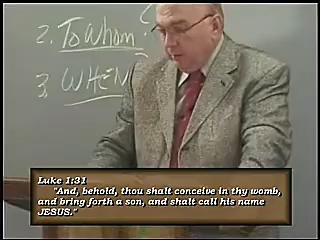 2. To Whom?
3. WHEN
Luke 1:31
"And, behold, thou shalt conceive in thy womb,
and bring forth a son, and shalt call his name
JESUS."